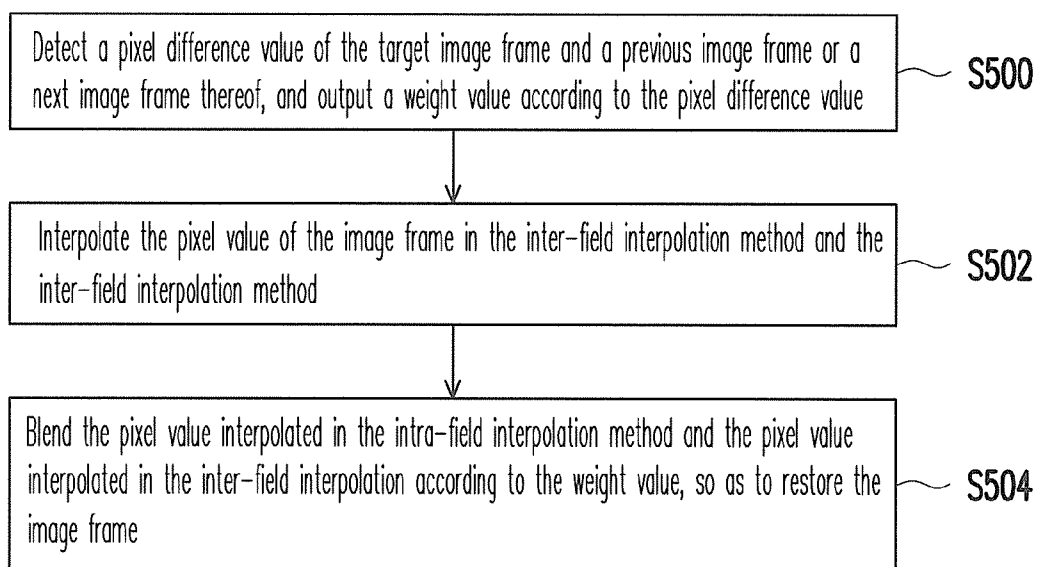 Detect a pixel difference value of the target image frame and a previous image frame or a
next image frame thereof, and output a weight value according to the pixel difference value
S500
Interpolate the pixel value of the image frame in the inter-field interpolation method and the
inter-field interpolation method
S502
Blend the pixel value interpolated in the intra-field interpolation method and the pixel value
interpolated in the inter-field interpolation according to the weight value, so as to restore the
image frame
S504